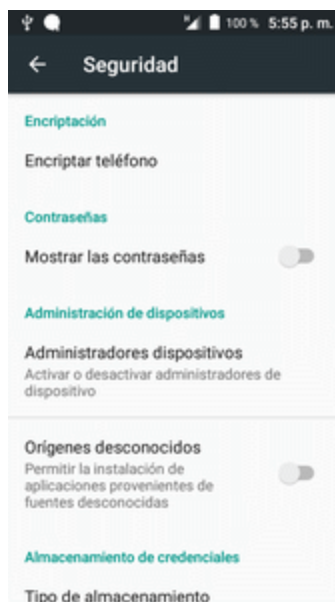 100 % 5:55 p. m.
Seguridad
Encriptación
Encriptar teléfono
Contraseñas
Mostrar las contraseñas
Administración de dispositivos
Administradores dispositivos
Activar o desactivar administradores de
dispositivo
Orígenes desconocidos
Permitir la instalación de
aplicaciones provenientes de
fuentes desconocidas
Almacenamiento de credenciales
Tipo de almacenamiento